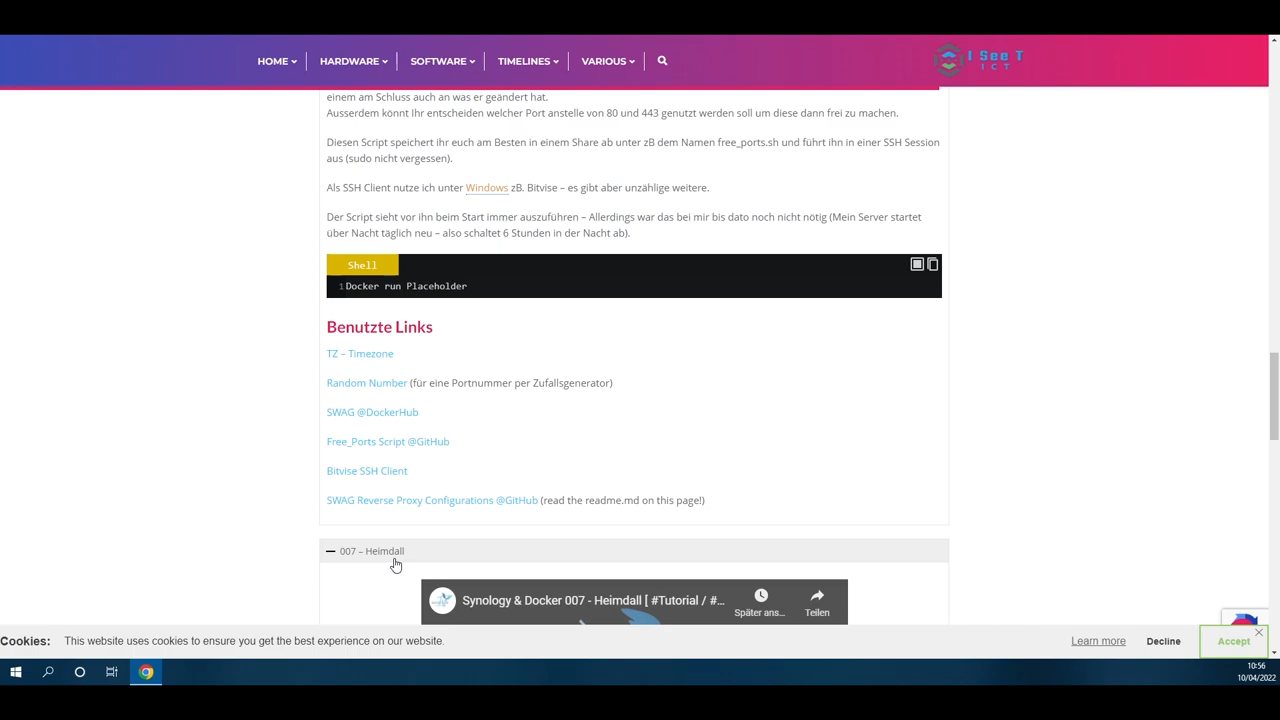 HOME
HARDWARE
SOFTWARE
TIMELINES
VARIOUS
I See T
ICT
einem am Schluss auch an was er geändert hat.
Ausserdem könnt Ihr entscheiden welcher Port anstelle von 80 und 443 genutzt werden soll um diese dann frei zu machen.
Diesen Script speichert ihr euch am Besten in einem Share ab unter zB dem Namen free_ports.sh und führt ihn in einer SSH Session
aus (sudo nicht vergessen).
Als SSH Client nutze ich unter Windows zB. Bitvise – es gibt aber unzählige weitere.
Der Script sieht vor ihn beim Start immer auszuführen – Allerdings war das bei mir bis dato noch nicht nötig (Mein Server startet
über Nacht täglich neu – also schaltet 6 Stunden in der Nacht ab).
Shell
1 Docker run Placeholder
Benutzte Links
TZ – Timezone
Random Number (für eine Portnummer per Zufallsgenerator)
SWAG @DockerHub
Free_Ports Script @GitHub
Bitvise SSH Client
SWAG Reverse Proxy Configurations @GitHub (read the readme.md on this page!)
007 – Heimdall
Synology & Docker 007 - Heimdall [ #Tutorial / #...
Später ans...
Teilen
Cookies: This website uses cookies to ensure you get the best experience on our website.
Learn more
Decline
Accept
10:56
10/04/2022